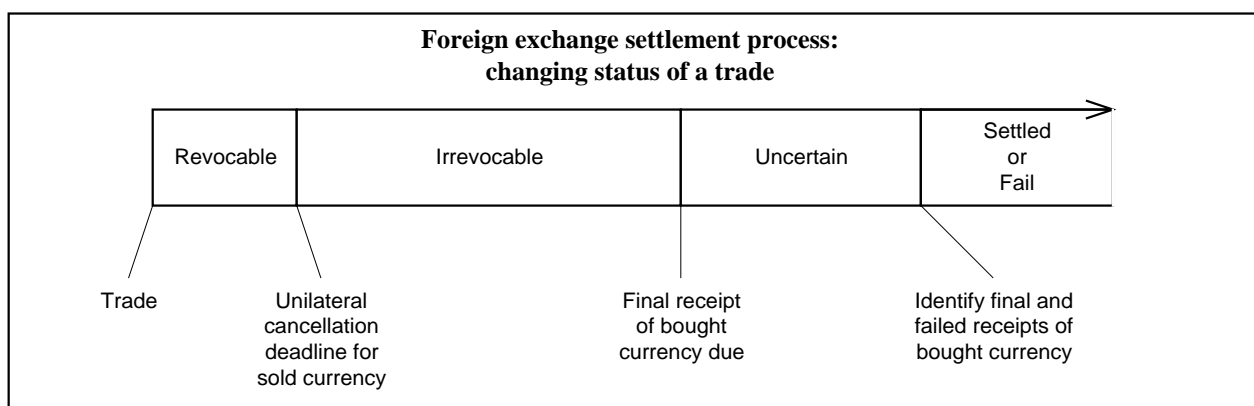 Foreign exchange settlement process:
changing status of a trade
Revocable
Irrevocable
Uncertain
Settled
or
Fail
Trade
Unilateral
cancellation
deadline for
sold currency
Final receipt
of bought
currency due
Identify final and
failed receipts of
bought currency